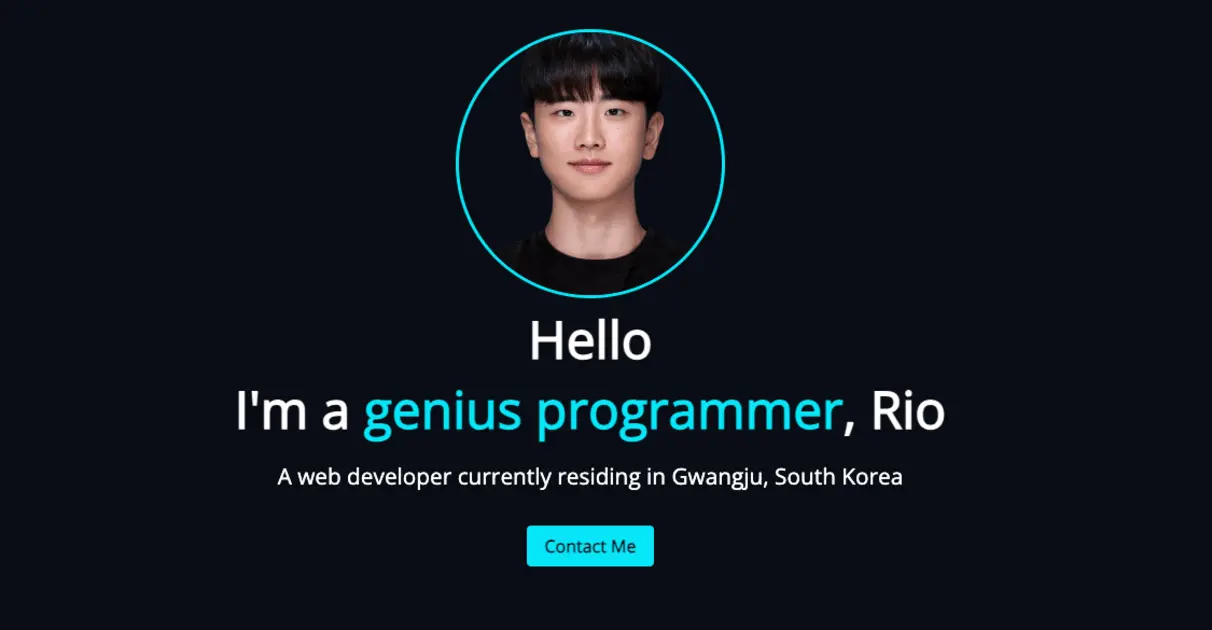 Hello
I'm a genius programmer, Rio
A web developer currently residing in Gwangju, South Korea
Contact Me